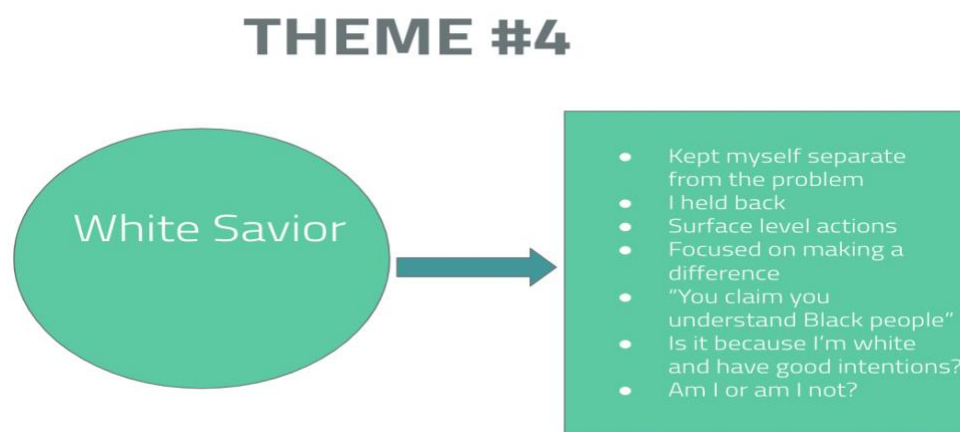 THEME #4
White Savior
● Kept myself separate
from the problem
● I held back
● Surface level actions
● Focused on making a
difference
● "You claim you
understand Black people"
● Is it because I'm white
and have good intentions?
● Am I or am I not?